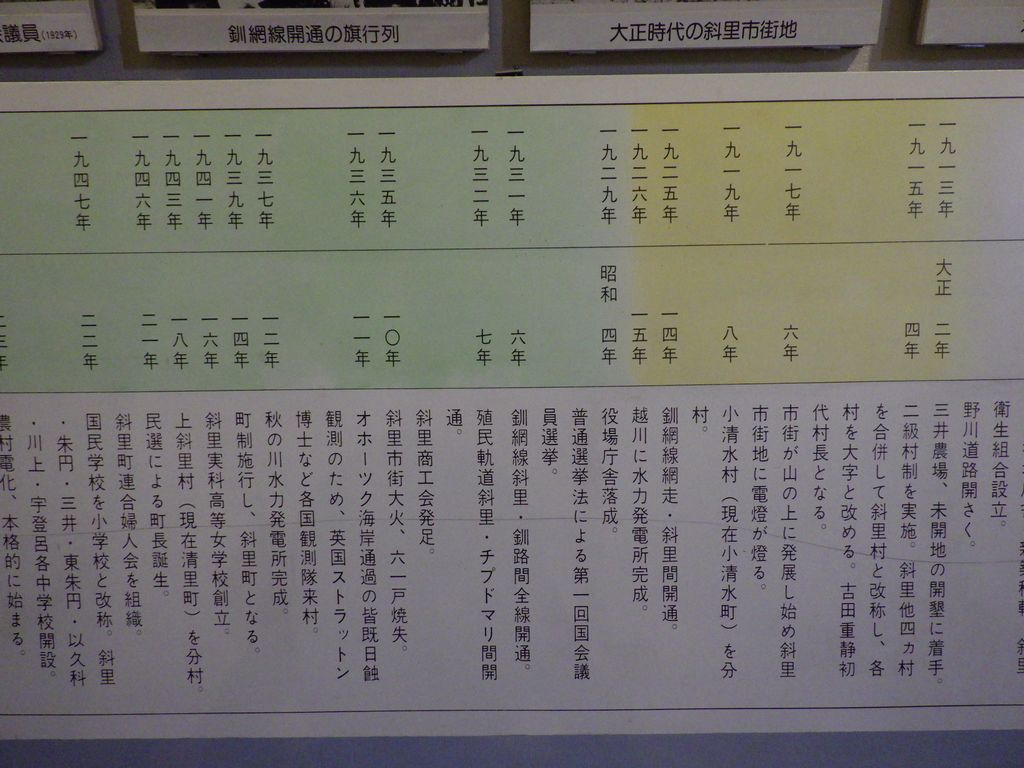 議員(1929年)
釧網線開通の旗行列
大正時代の斜里市街地
一九一三年
一九一五年
一九一七年
一九一九年
一九二五年
一九二六年
一九二九年
一九三一年
一九三二年
一九三五年
一九三六年
一九三七年
一九三九年
一九四一年
一九四三年
一九四六年
一九四七年
大正 二年
四年
六年
八年
一四年
一五年
昭和 四年
六年
七年
一〇年
一一年
一二年
一四年
一六年
一八年
二一年
二二年
二三年
衛生組合設立。
野川道路開さく。
三井農場、未開地の開墾に着手。
二級村制を実施。斜里他四ヵ村
を合併して斜里村と改称し、各
村を大字と改める。古田重静初
代村長となる。
市街が山の上に発展し始め斜里
市街地に電燈が燈る。
小清水村（現在小清水町）を分
村。
釧網線網走・斜里間開通。
越川に水力発電所完成。
役場庁舎落成。
普通選挙法による第一回国会議
員選挙。
釧網線斜里・釧路間全線開通。
殖民軌道斜里・チプドマリ間開
通。
斜里商工会発足。
斜里市街大火、六一戸焼失。
オホーツク海岸通過の皆既日蝕
観測のため、英国ストラットン
博士など各国観測隊来村。
秋の川水力発電所完成。
町制施行し、斜里町となる。
斜里実科高等女学校創立。
上斜里村（現在清里町）を分村。
民選による町長誕生。
斜里町連合婦人会を組織。
国民学校を小学校と改称。斜里
・朱円・三井・東朱円・以久科
・川上・宇登呂各中学校開設。
農村電化、本格的に始まる。